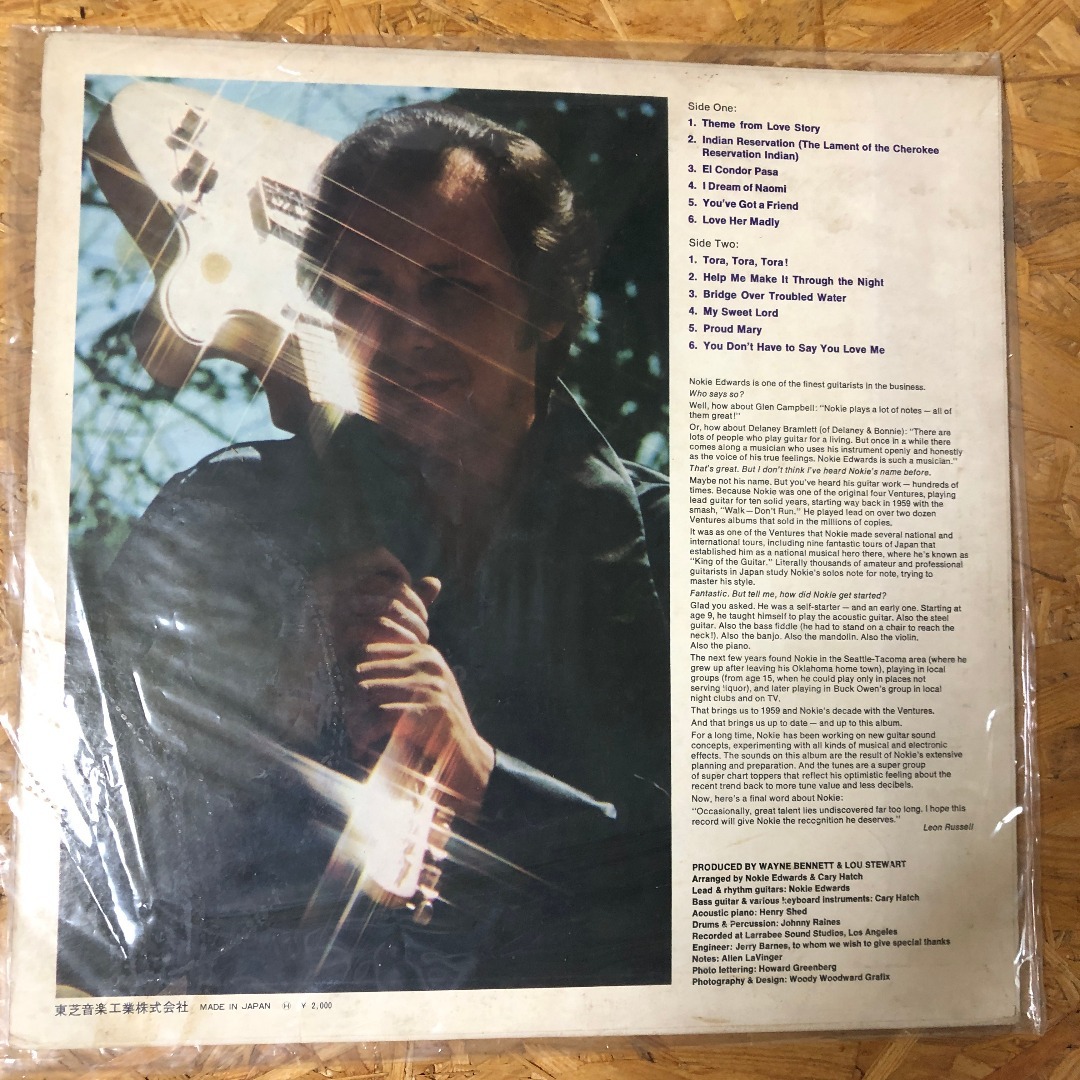 Side One:
1. Theme from Love Story
2. Indian Reservation (The Lament of the Cherokee
Reservation Indian)
3. El Condor Pasa
4. I Dream of Naomi
5. You've Got a Friend
6. Love Her Madly
Side Two:
1. Tora, Tora, Tora!
2. Help Me Make It Through the Night
3. Bridge Over Troubled Water
4. My Sweet Lord
5. Proud Mary
6. You Don't Have to Say You Love Me
Nokie Edwards is one of the finest guitarists in the business.
Who says so?
Well, how about Glen Campbell: "Nokie plays a lot of notes — all of
them great!"
Or, how about Delaney Bramlett (of Delaney & Bonnie): "There are
lots of people who play guitar for a living. But once in a while there
comes along a musician who uses his instrument openly and honestly
as the voice of his true feelings. Nokie Edwards is such a musician."
That's great. But I don't think I've heard Nokie's name before.
Maybe not his name. But you've heard his guitar work — hundreds of
times. Because Nokie was one of the original four Ventures, playing
lead guitar for ten solid years, starting way back in 1959 with the
smash, "Walk—Don't Run." He played lead on over two dozen
Ventures albums that sold in the millions of copies.
It was as one of the Ventures that Nokie made several national and
international tours, including nine fantastic tours of Japan that
established him as a national musical hero there, where he's known as
"King of the Guitar." Literally thousands of amateur and professional
guitarists in Japan study Nokie's solos note for note, trying to
master his style.
Fantastic. But tell me, how did Nokie get started?
Glad you asked. He was a self-starter — and an early one. Starting at
age 9, he taught himself to play the acoustic guitar. Also the steel
guitar. Also the bass fiddle (he had to stand on a chair to reach the
neck!). Also the banjo. Also the mandolin. Also the violin.
Also the piano.
The next few years found Nokie in the Seattle-Tacoma area (where he
grew up after leaving his Oklahoma home town), playing in local
groups (from age 15, when he could play only in places not
serving liquor), and later playing in Buck Owen's group in local
night clubs and on TV.
That brings us to 1959 and Nokie's decade with the Ventures.
And that brings us up to date — and up to this album.
For a long time, Nokie has been working on new guitar sound
concepts, experimenting with all kinds of musical and electronic
effects. The sounds on this album are the result of Nokie's extensive
planning and preparation. And the tunes are a super group
of super chart toppers that reflect his optimistic feeling about the
recent trend back to more tune value and less decibels.
Now, here's a final word about Nokie:
"Occasionally, great talent lies undiscovered far too long. I hope this
record will give Nokie the recognition he deserves."
Leon Russell
PRODUCED BY WAYNE BENNETT & LOU STEWART
Arranged by Nokie Edwards & Cary Hatch
Lead & rhythm guitars: Nokie Edwards
Bass guitar & various keyboard instruments: Cary Hatch
Acoustic piano: Henry Shed
Drums & Percussion: Johnny Raines
Recorded at Larrabee Sound Studios, Los Angeles
Engineer: Jerry Barnes, to whom we wish to give special thanks
Notes: Allen LaVinger
Photo lettering: Howard Greenberg
Photography & Design: Woody Woodward Grafix
東芝音楽工業株式会社 MADE IN JAPAN Ⓗ ¥ 2,000